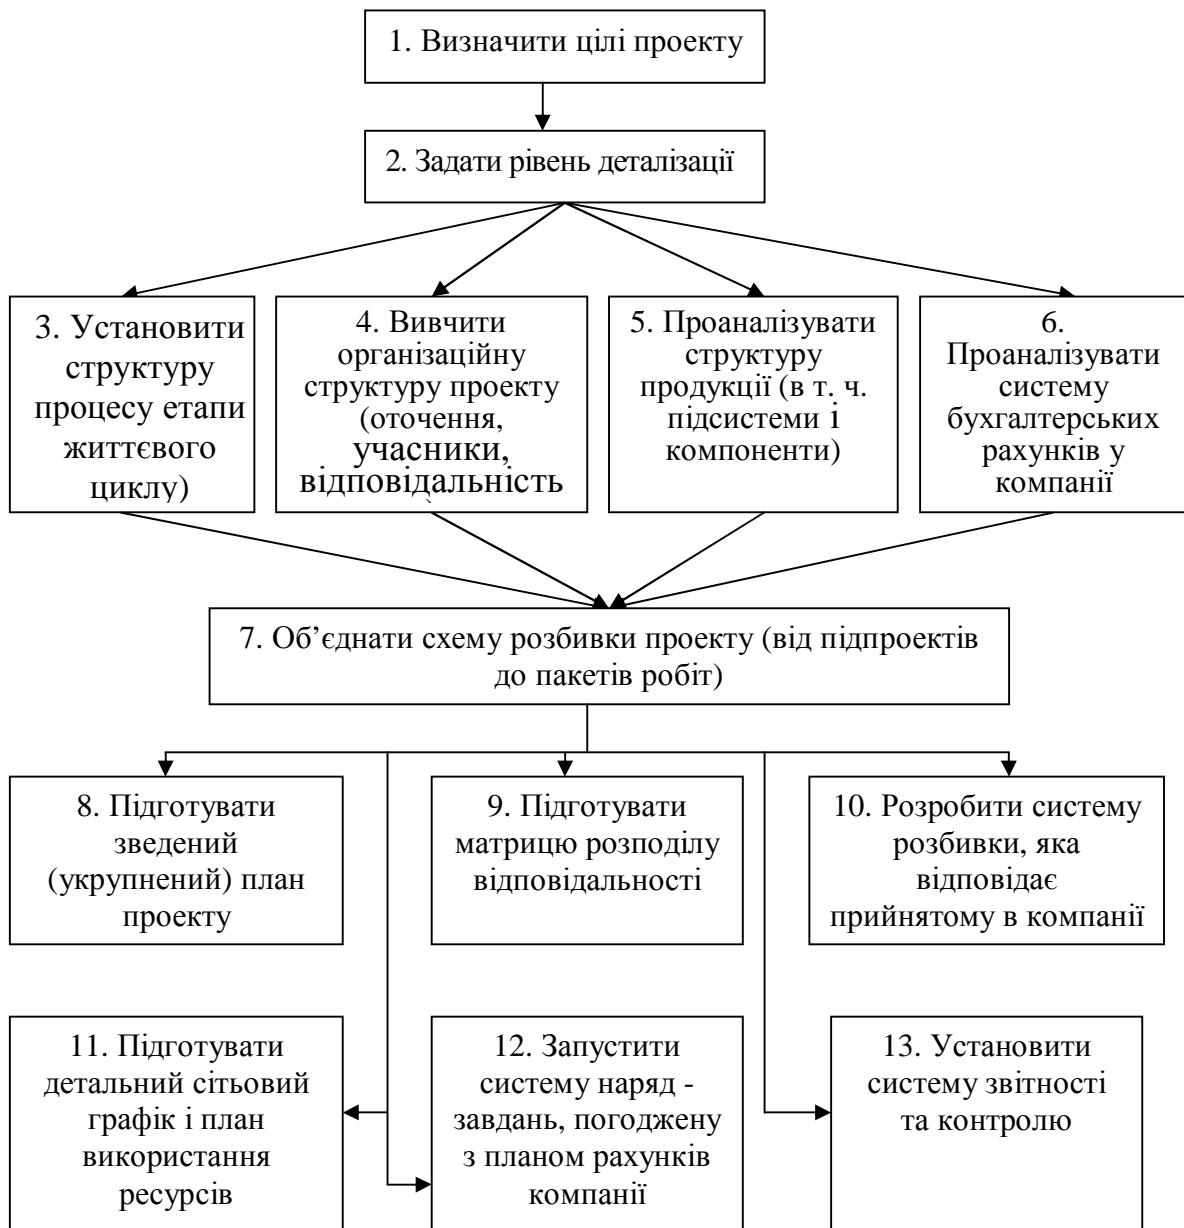 1. Визначити цілі проекту
2. Задати рівень деталізації
3. Установити
структуру
процесу етапи
життєвого
циклу)
4. Вивчити
організаційну
структуру проекту
(оточення,
учасники,
відповідальність
5. Проаналізувати
структуру
продукції (в т. ч.
підсистеми і
компоненти)
6.
Проаналізувати
систему
бухгалтерських
рахунків у
компанії
7. Об’єднати схему розбивки проекту (від підпроектів
до пакетів робіт)
8. Підготувати
зведений
(укрупнений) план
проекту
9. Підготувати
матрицю розподілу
відповідальності
10. Розробити систему
розбивки, яка
відповідає
прийнятому в компанії
11. Підготувати
детальний сітьовий
графік і план
використання
ресурсів
12. Запустити
систему наряд -
завдань, погоджену
з планом рахунків
компанії
13. Установити
систему звітності
та контролю